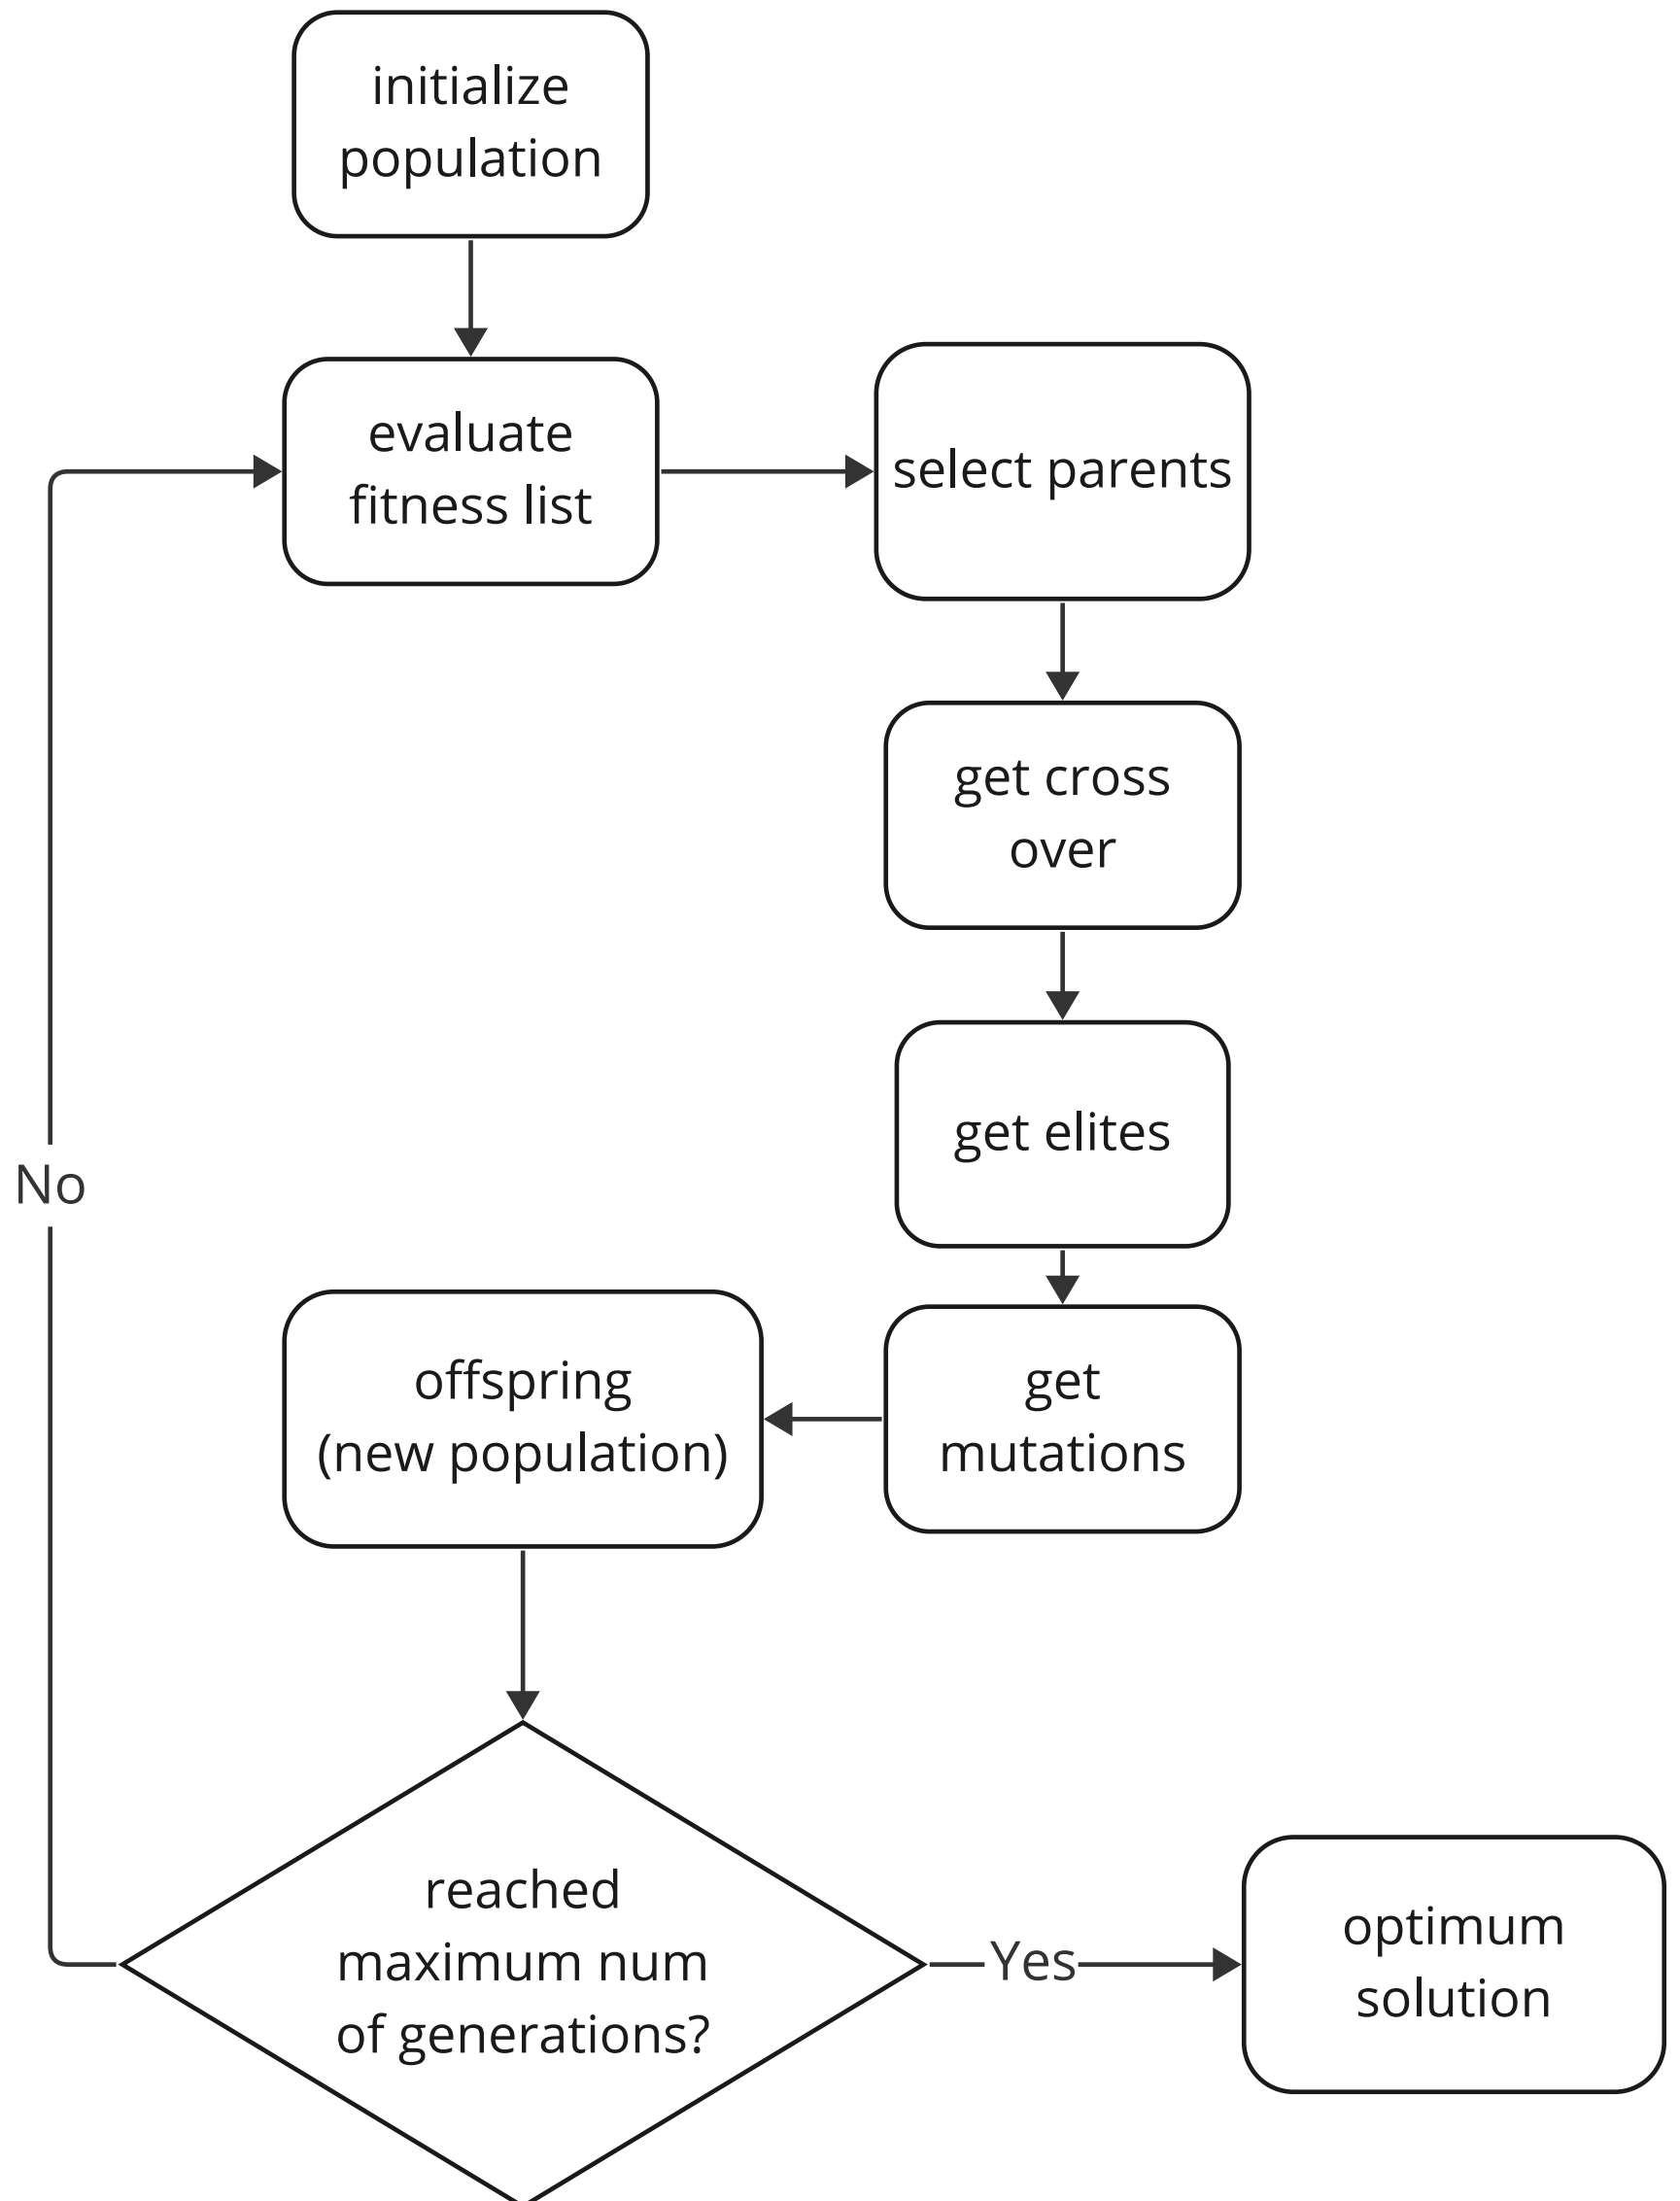 initialize
population
evaluate
fitness list
select parents
get cross
over
get elites
No
get
mutations
offspring
(new population)
reached
maximum num
of generations?
Yes
optimum
solution